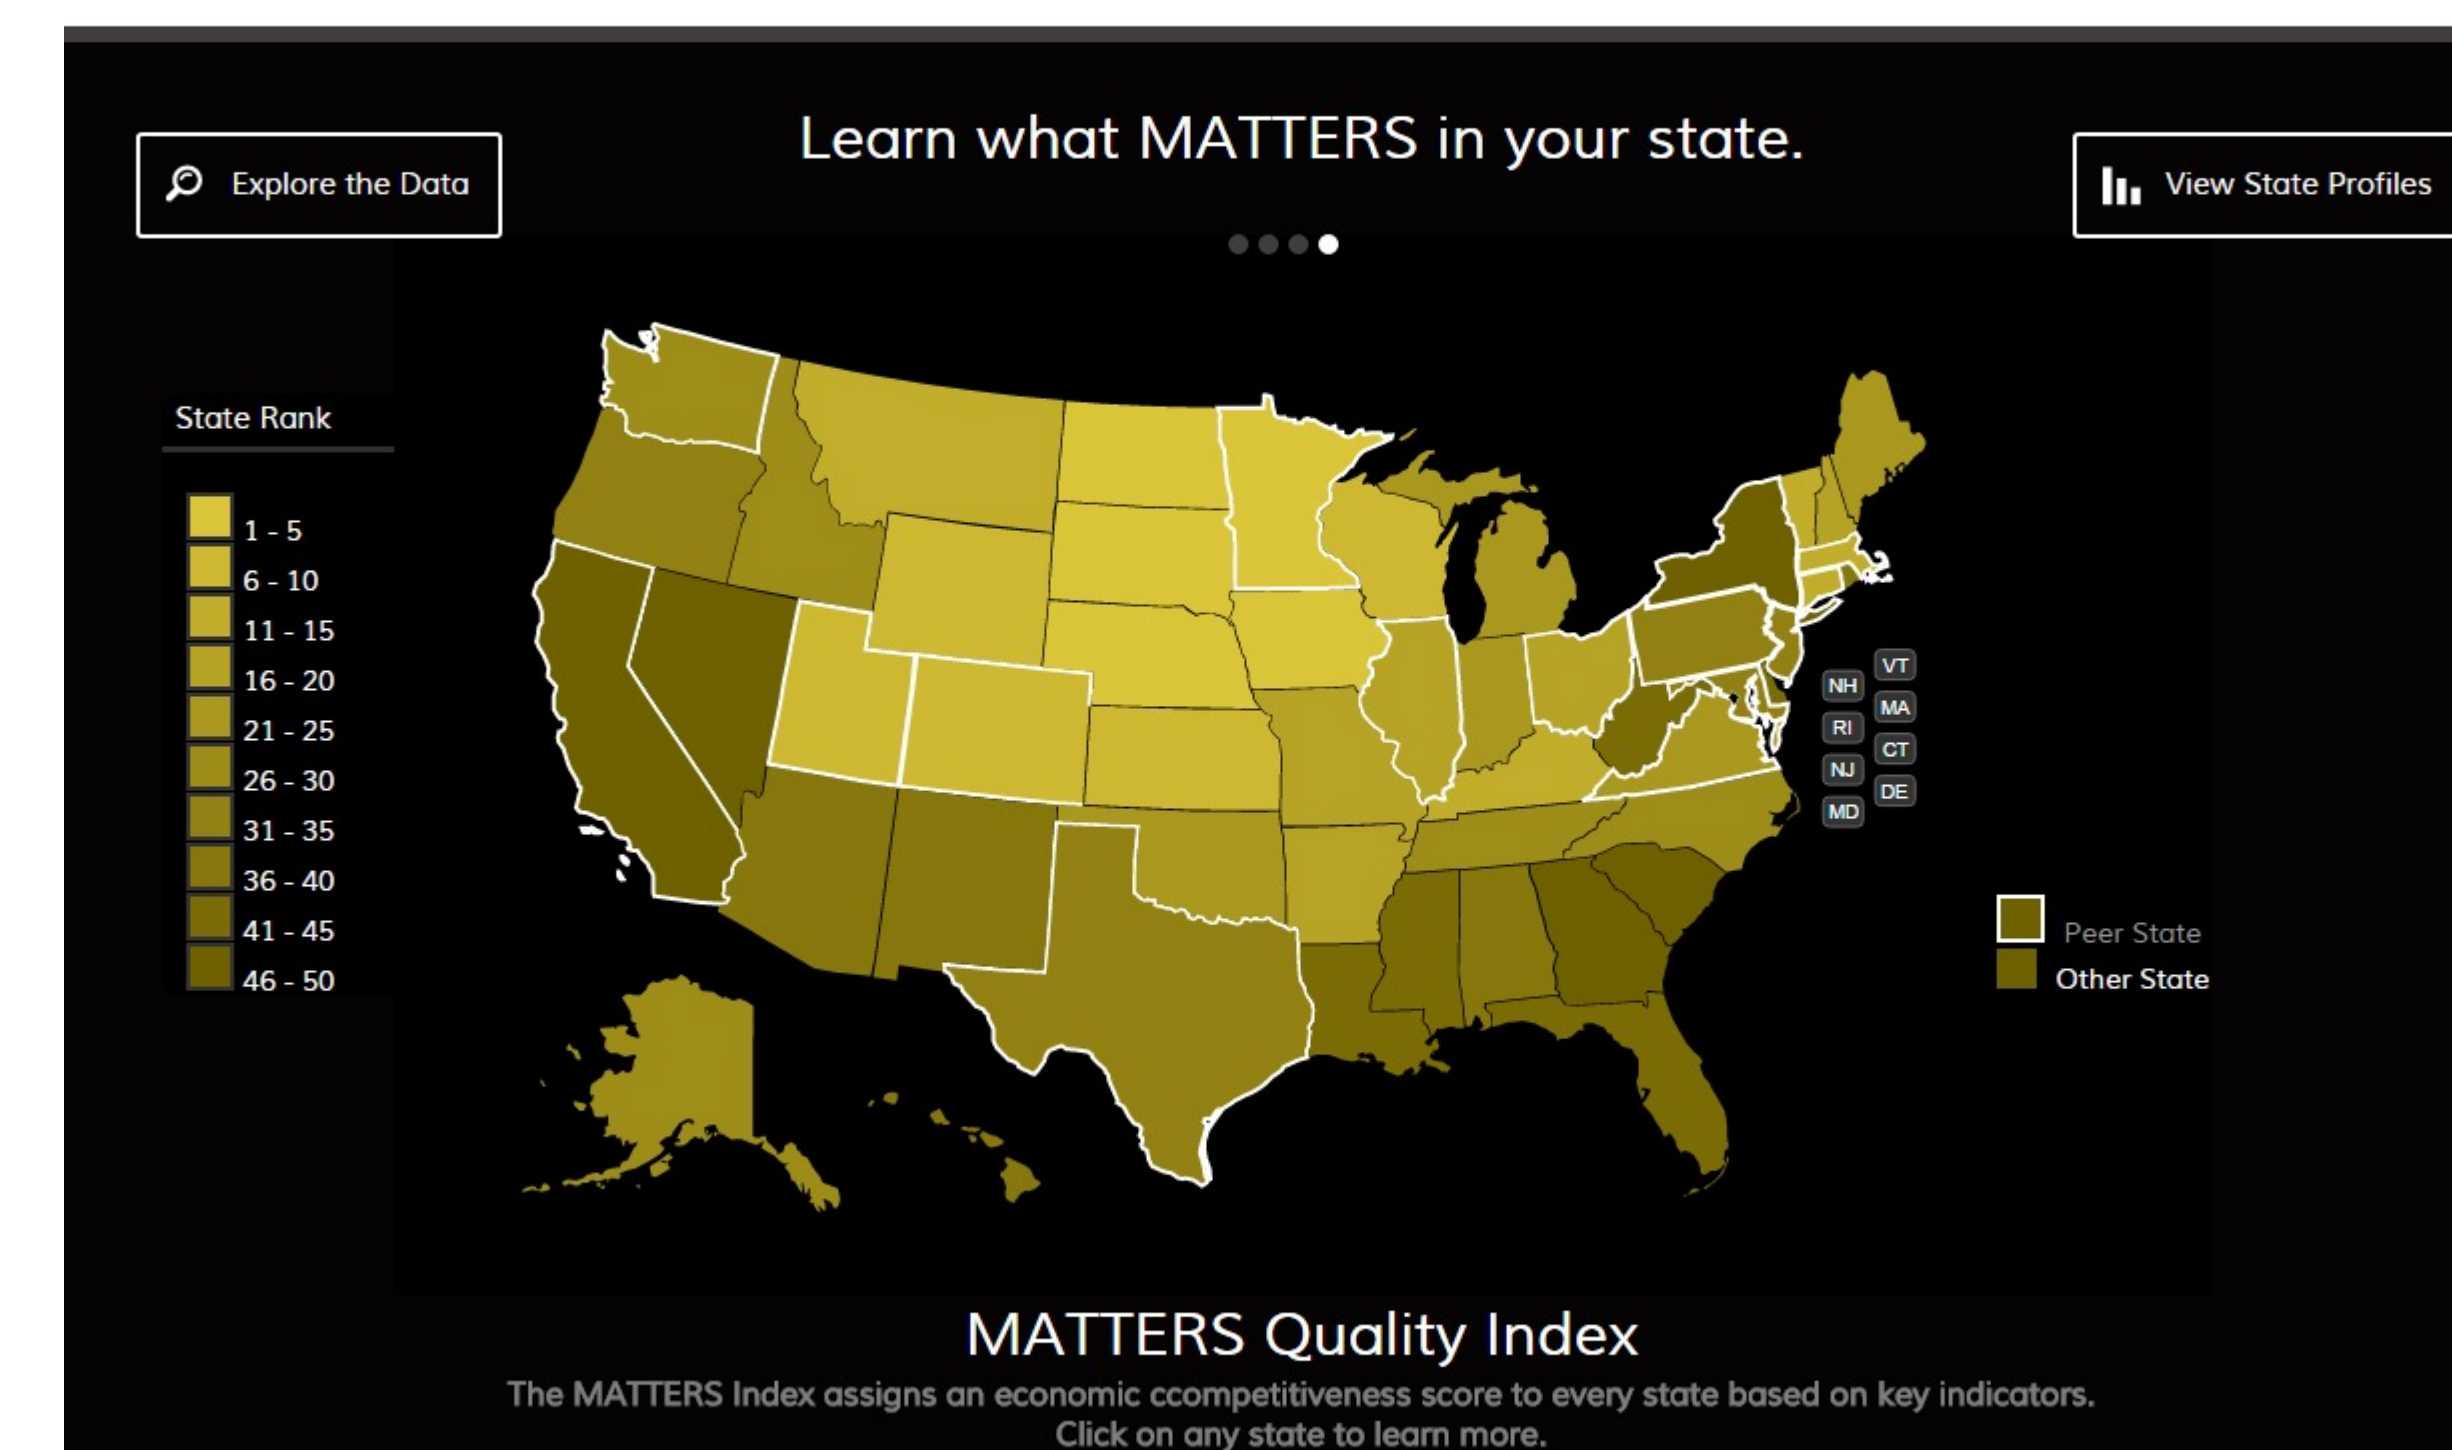 Learn what MATTERS in your state.
Explore the Data
View State Profiles
State Rank
1 - 5
6 - 10
11 - 15
16 - 20
21 - 25
26 - 30
31 - 35
36 - 40
41 - 45
46 - 50
VT
NH
MA
RI
CT
NJ
DE
MD
Peer State
Other State
MATTERS Quality Index
The MATTERS Index assigns an economic ccompetitiveness score to every state based on key indicators.
Click on any state to learn more.